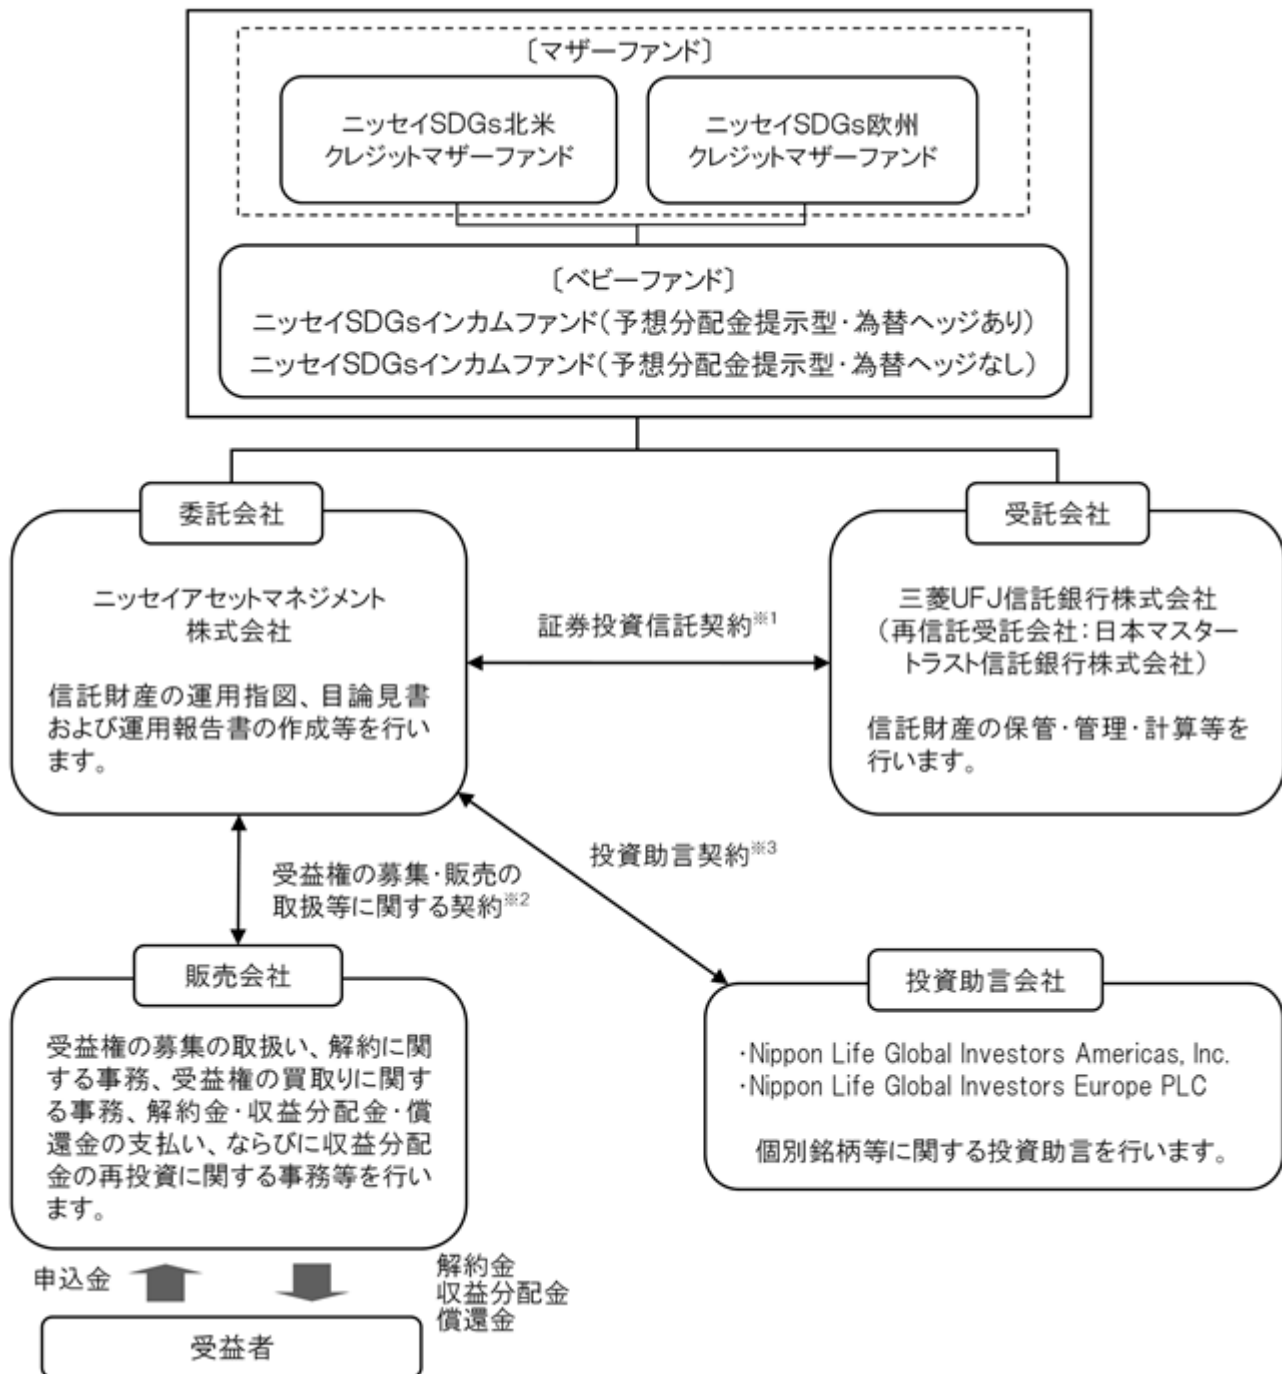 〔マザーファンド〕
ニッセイSDGs北米
クレジットマザーファンド
ニッセイSDGs欧州
クレジットマザーファンド
〔ベビーファンド〕
ニッセイSDGsインカムファンド(予想分配金提示型・為替ヘッジあり)
ニッセイSDGsインカムファンド(予想分配金提示型・為替ヘッジなし)
委託会社
ニッセイアセットマネジメント
株式会社
信託財産の運用指図、目論見書
および運用報告書の作成等を行い
ます。
証券投資信託契約※1
受託会社
三菱UFJ信託銀行株式会社
(再信託受託会社:日本マスター
トラスト信託銀行株式会社)
信託財産の保管・管理・計算等を
行います。
受益権の募集・販売の
取扱等に関する契約※2
投資助言契約※3
販売会社
受益権の募集の取扱い、解約に関
する事務、受益権の買取りに関す
る事務、解約金・収益分配金・償
還金の支払い、ならびに収益分配
金の再投資に関する事務等を行い
ます。
投資助言会社
・Nippon Life Global Investors Americas, Inc.
・Nippon Life Global Investors Europe PLC
個別銘柄等に関する投資助言を行います。
申込金
解約金
収益分配金
償還金
受益者